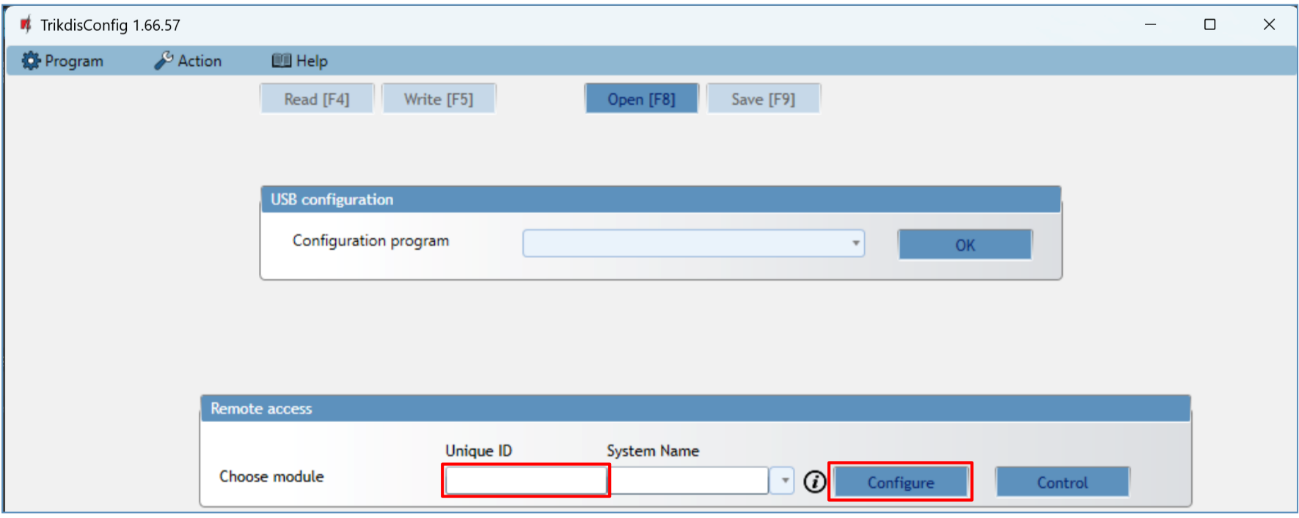 TrikdisConfig 1.66.57
Program Action Help
Read [F4] Write [F5] Open [F8] Save [F9]
USB configuration
Configuration program OK
Remote access
Unique ID System Name
Choose module i Configure Control